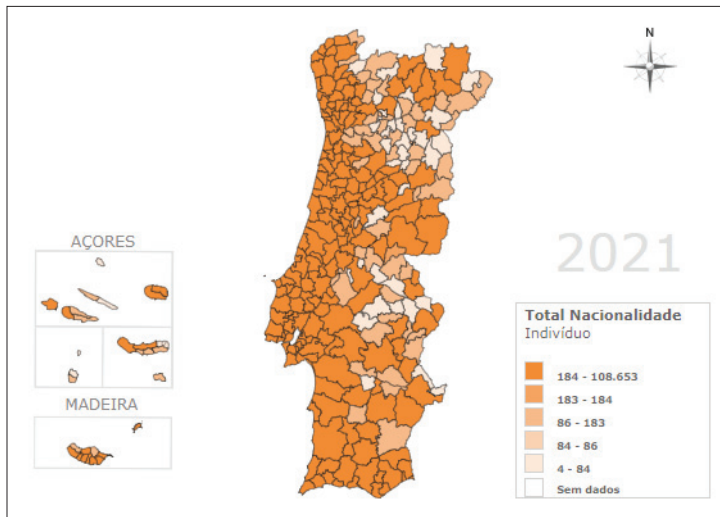 N
AÇORES
MADEIRA
2021
Total Nacionalidade
Indivíduo
184 - 108.653
183 - 184
86 - 183
84 - 86
4 - 84
Sem dados